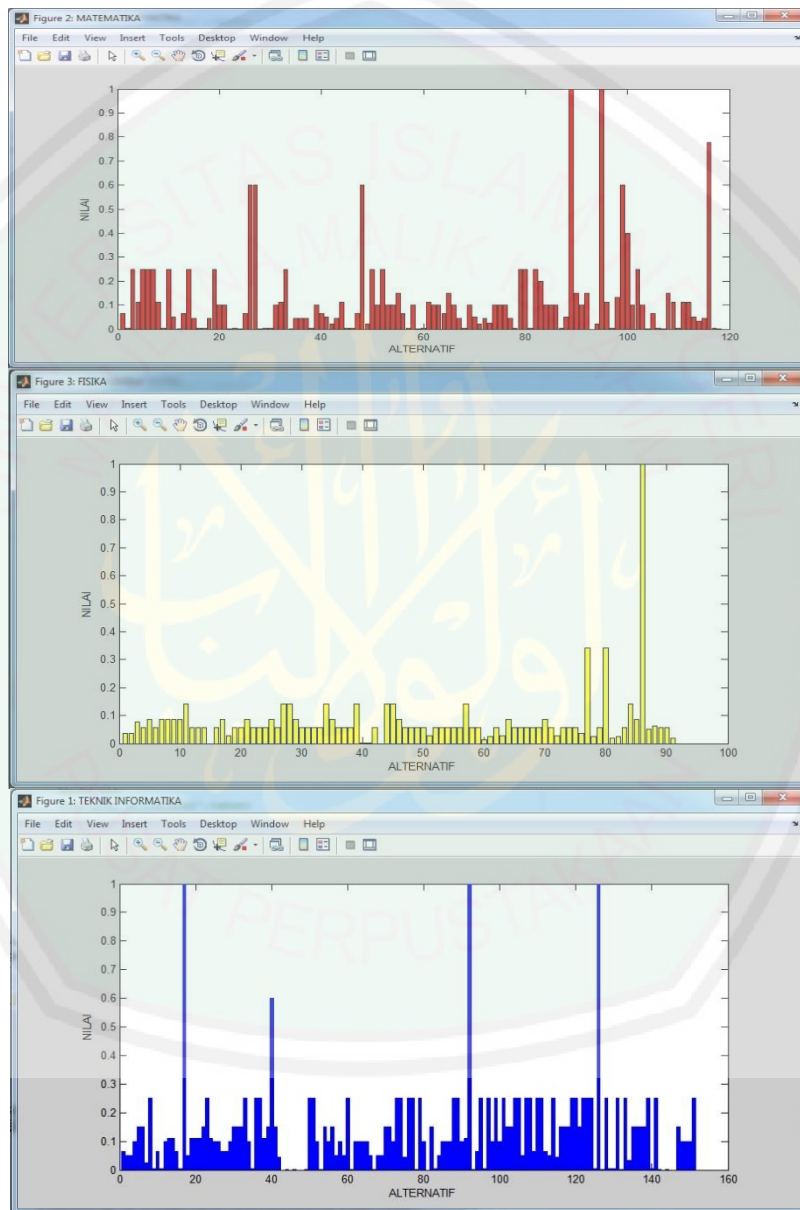 Figure 2: MATEMATIKA
File Edit View Insert Tools Desktop Window Help
1
0.9
0.8
0.7
0.6
0.5
0.4
0.3
0.2
0.1
0
NILAI
0 20 40 60 80 100 120
ALTERNATIF
Figure 3: FISIKA
File Edit View Insert Tools Desktop Window Help
1
0.9
0.8
0.7
0.6
0.5
0.4
0.3
0.2
0.1
0
NILAI
0 10 20 30 40 50 60 70 80 90 100
ALTERNATIF
Figure 1: TEKNIK INFORMATIKA
File Edit View Insert Tools Desktop Window Help
1
0.9
0.8
0.7
0.6
0.5
0.4
0.3
0.2
0.1
0
NILAI
0 20 40 60 80 100 120 140 160
ALTERNATIF
PUSAT PERPUSTAKAAN